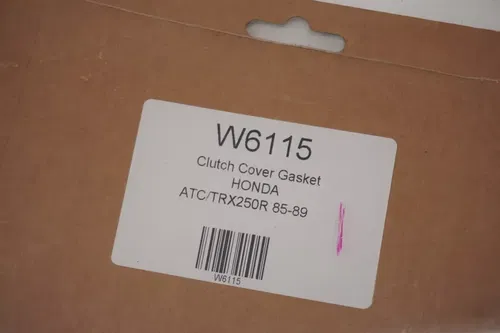 W6115
Clutch Cover Gasket
HONDA
ATC/TRX250R 85-89
W6115